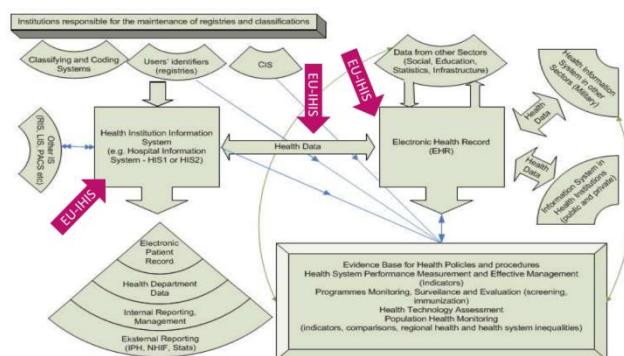 Institutions responsible for the maintenance of registries and classifications
Classifying and Coding
Systems
Users' identifiers
(registries)
CIS
Data from other Sectors
(Social, Education,
Statistics, Infrastructure)
Health Information
System in other
Sectors (Military)
EU-IHIS
EU-IHIS
Other IS
(RIS, LIS, PACS etc)
Health Institution Information
System
(e.g. Hospital Information
System - HIS1 or HIS2)
Health Data
Electronic Health Record
(EHR)
Health
Data
Health
Data
Information System in
Health Institutions
(public and private)
EU-IHIS
Electronic
Patient
Record
Health Department
Data
Internal Reporting,
Management
Eksternal Reporting
(IPH, NHIF, Stats)
Evidence Base for Health Policies and procedures
Health System Performance Measurement and Effective Management
(Indicators)
Programmes Monitoring, Surveilance and Evaluation (screening,
immunization)
Health Technology Assessment
Population Health Monitoring
(indicators, comparisons, regional health and health system inequalities)